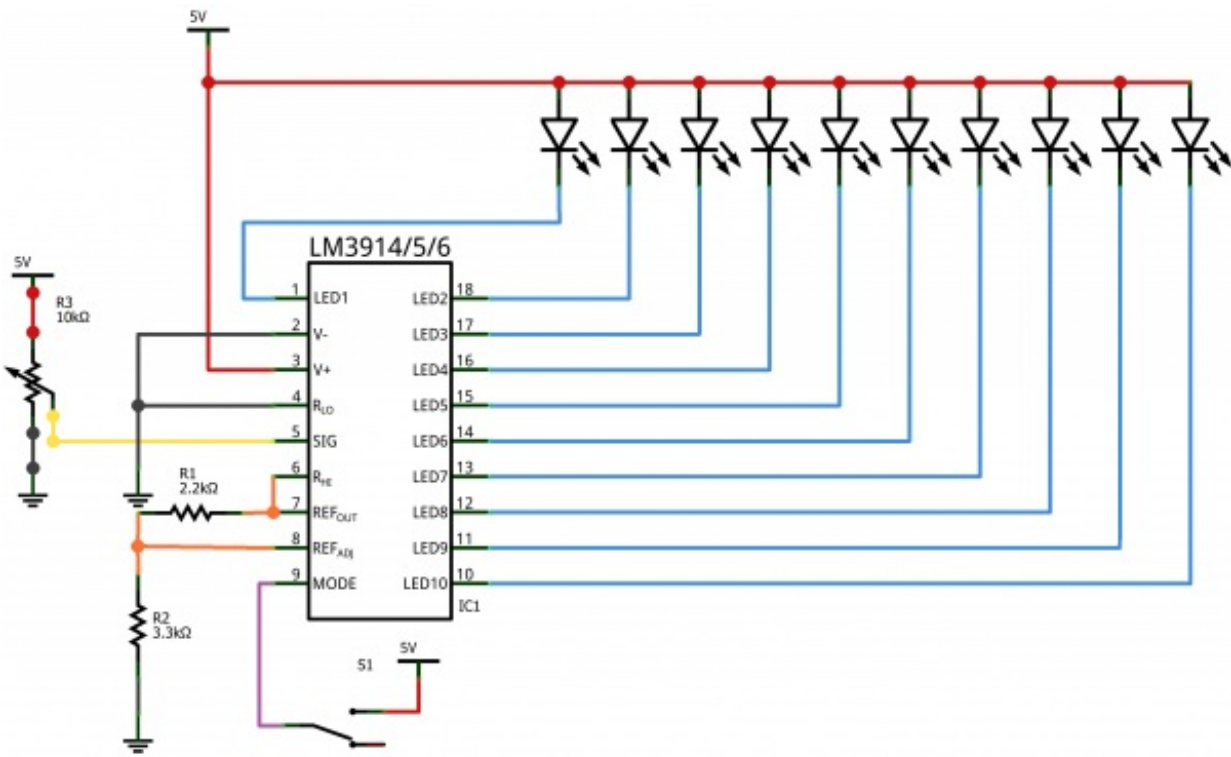 5V
LM3914/5/6
5V
R3
10kΩ
1 LED1 LED2 18
2 V- LED3 17
3 V+ LED4 16
4 RLO LED5 15
5 SIG LED6 14
6 RHI LED7 13
R1
2.2kΩ
7 REFOUT LED8 12
8 REFADJ LED9 11
9 MODE LED10 10
IC1
R2
3.3kΩ
5V
S1